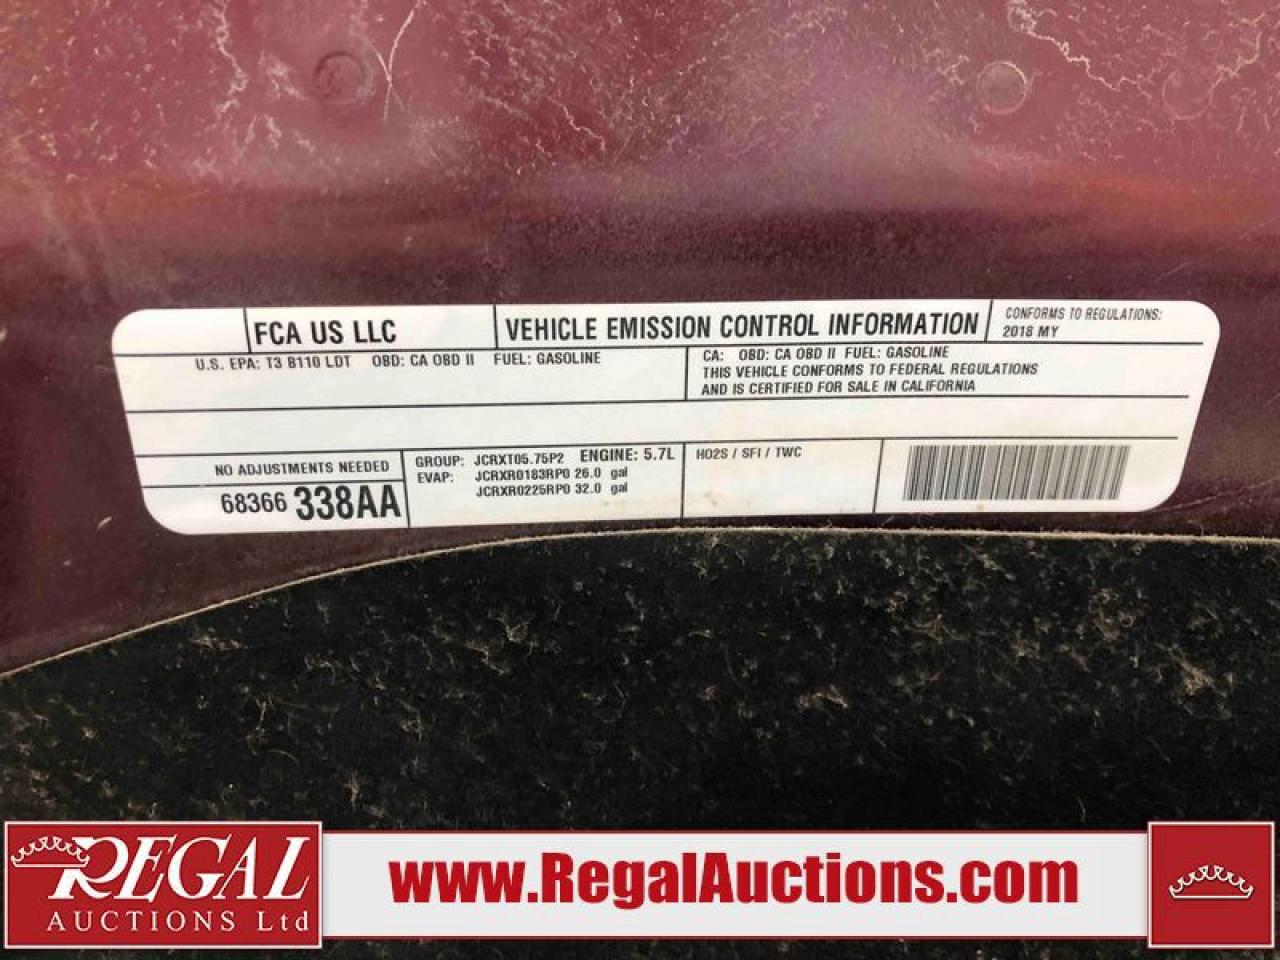 FCA US LLC
VEHICLE EMISSION CONTROL INFORMATION
CONFORMS TO REGULATIONS:
2018 MY
U.S. EPA: T3 B110 LDT OBD: CA OBD II FUEL: GASOLINE
CA: OBD: CA OBD II FUEL: GASOLINE
THIS VEHICLE CONFORMS TO FEDERAL REGULATIONS
AND IS CERTIFIED FOR SALE IN CALIFORNIA
NO ADJUSTMENTS NEEDED
68366 338AA
GROUP: JCRXT05.75P2 ENGINE: 5.7L
EVAP: JCRXR0183RP0 26.0 gal
JCRXR0225RP0 32.0 gal
HO2S / SFI / TWC
REGAL
AUCTIONS Ltd
www.RegalAuctions.com